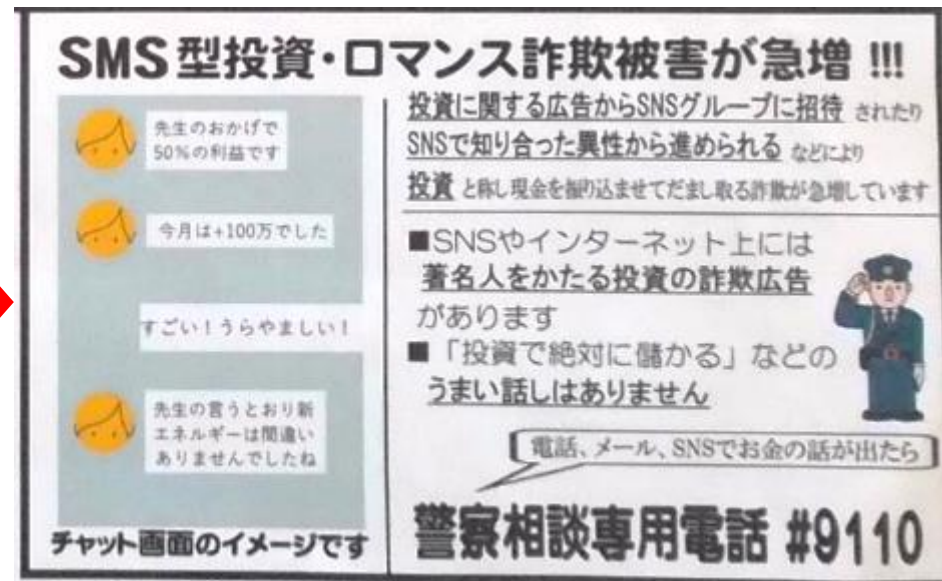 SMS型投資・ロマンス詐欺被害が急増!!!
先生のおかげで
50%の利益です
今月は+100万でした
すごい！うらやましい！
先生の言うとおり新
エネルギーは間違い
ありませんでしたね
チャット画面のイメージです
投資に関する広告からSNSグループに招待 されたり
SNSで知り合った異性から進められる などにより
投資 と称し現金を振り込ませてだまし取る詐欺が急増しています
■SNSやインターネット上には
著名人をかたる投資の詐欺広告
があります
■「投資で絶対に儲かる」などの
うまい話しはありません
電話、メール、SNSでお金の話が出たら
警察相談専用電話 #9110